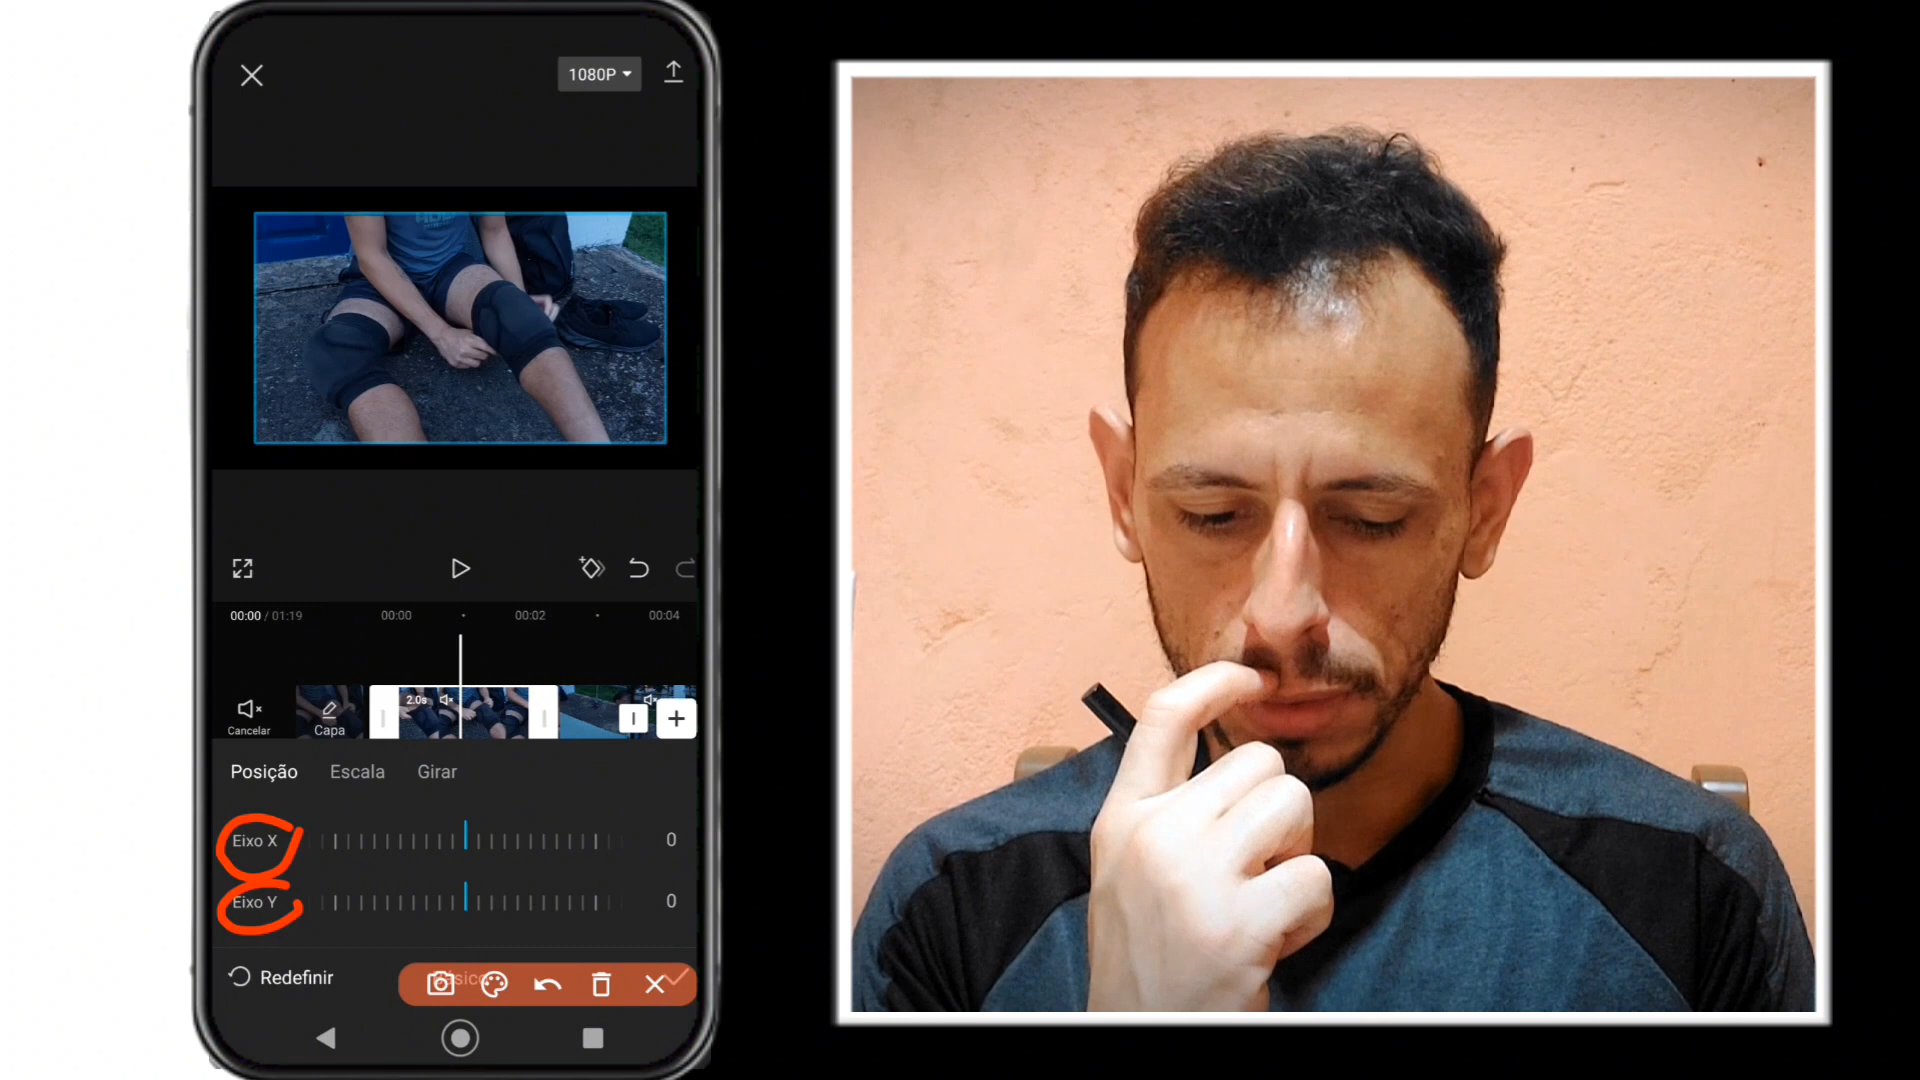 1080P
00:00 / 01:19
00:00
00:02
00:04
Cancelar
Capa
2.0s
Posição Escala Girar
Eixo X 0
Eixo Y 0
Redefinir